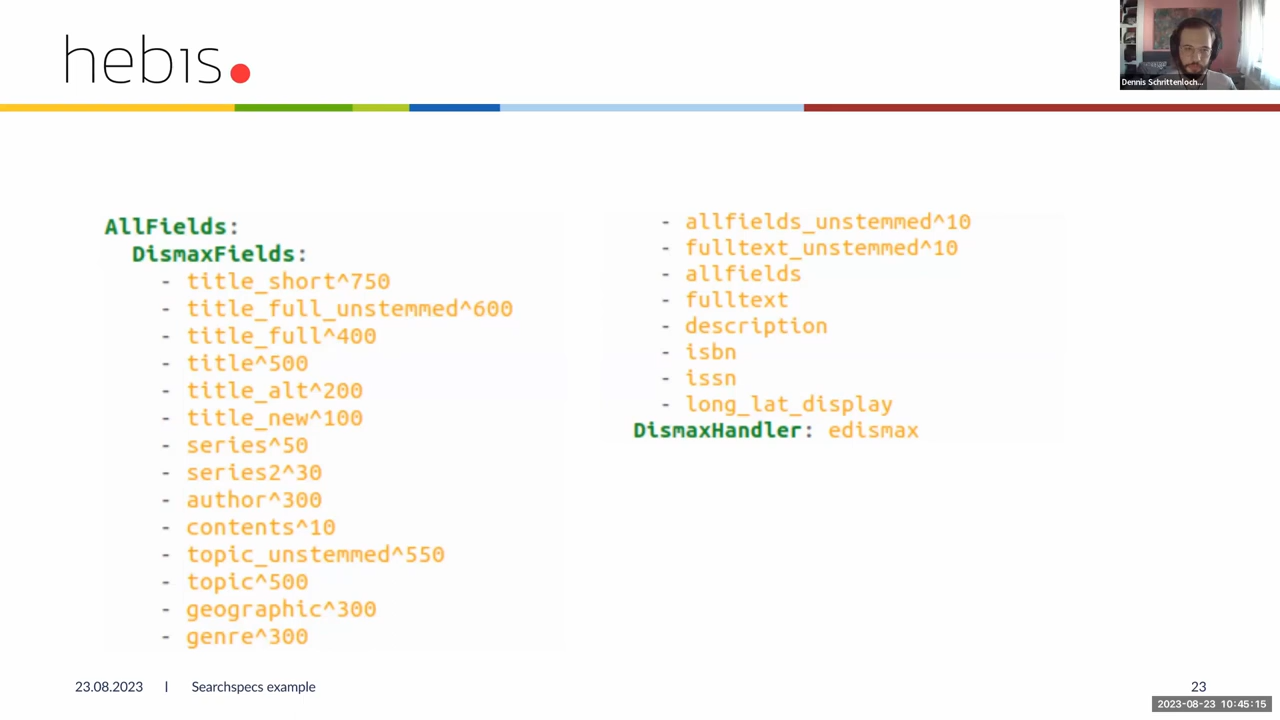 hebis.
Dennis Schrittenloch...
AllFields:
DismaxFields:
- title_short^750
- title_full_unstemmed^600
- title_full^400
- title^500
- title_alt^200
- title_new^100
- series^50
- series2^30
- author^300
- contents^10
- topic_unstemmed^550
- topic^500
- geographic^300
- genre^300
- allfields_unstemmed^10
- fulltext_unstemmed^10
- allfields
- fulltext
- description
- isbn
- issn
- long_lat_display
DismaxHandler: edismax
23.08.2023 | Searchspecs example
23
2023-08-23 10:45:15